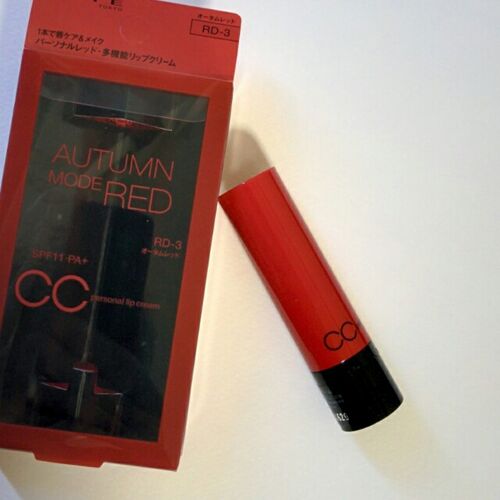 TOKYO
オータムレッド
RD-3
1本で唇ケア&メイク
パーソナルレッド・多機能リップクリーム
AUTUMN
MODE RED
RD-3
オータムレッド
SPF11・PA+
CC personal lip cream
CC